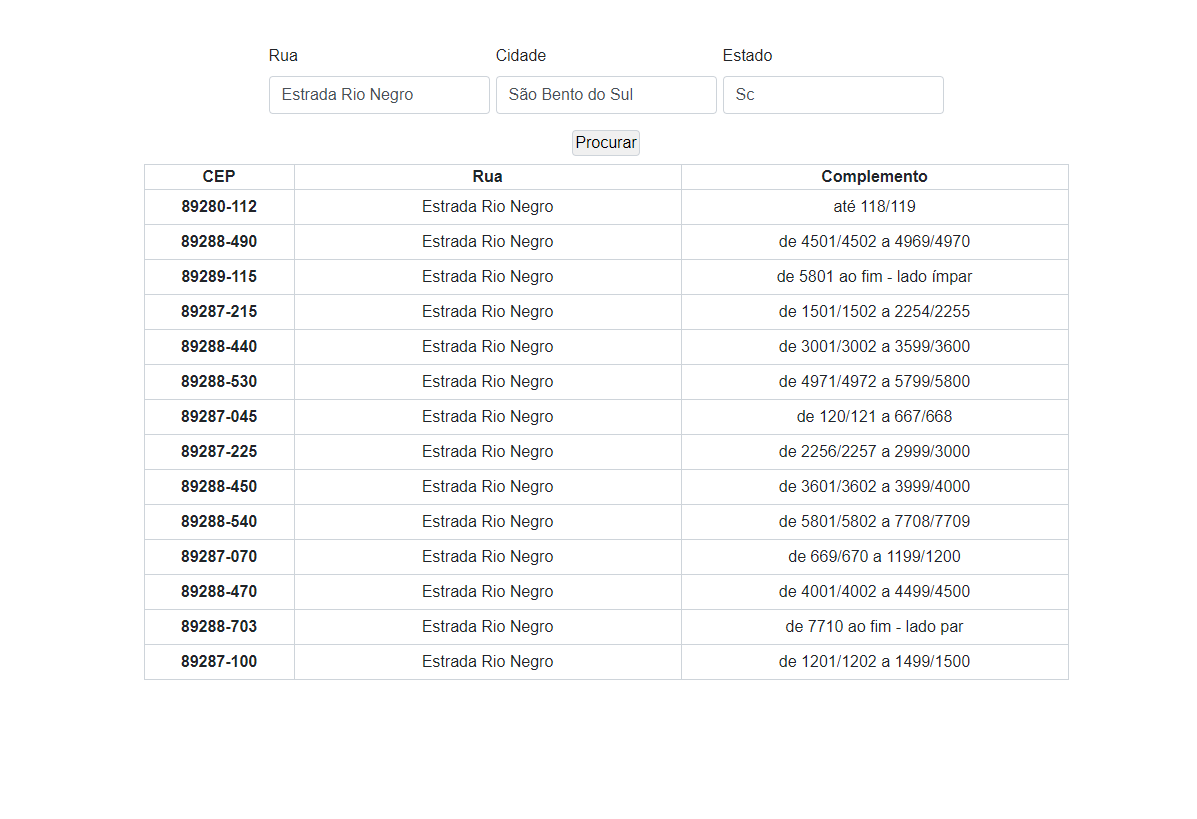 Rua Cidade Estado
Estrada Rio Negro São Bento do Sul Sc
Procurar
CEP Rua Complemento
89280-112 Estrada Rio Negro até 118/119
89288-490 Estrada Rio Negro de 4501/4502 a 4969/4970
89289-115 Estrada Rio Negro de 5801 ao fim - lado ímpar
89287-215 Estrada Rio Negro de 1501/1502 a 2254/2255
89288-440 Estrada Rio Negro de 3001/3002 a 3599/3600
89288-530 Estrada Rio Negro de 4971/4972 a 5799/5800
89287-045 Estrada Rio Negro de 120/121 a 667/668
89287-225 Estrada Rio Negro de 2256/2257 a 2999/3000
89288-450 Estrada Rio Negro de 3601/3602 a 3999/4000
89288-540 Estrada Rio Negro de 5801/5802 a 7708/7709
89287-070 Estrada Rio Negro de 669/670 a 1199/1200
89288-470 Estrada Rio Negro de 4001/4002 a 4499/4500
89288-703 Estrada Rio Negro de 7710 ao fim - lado par
89287-100 Estrada Rio Negro de 1201/1202 a 1499/1500